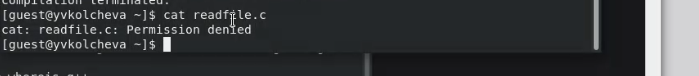 compilation terminated.
[guest@yvkolcheva ~]$ cat readfile.c
cat: readfile.c: Permission denied
[guest@yvkolcheva ~]$